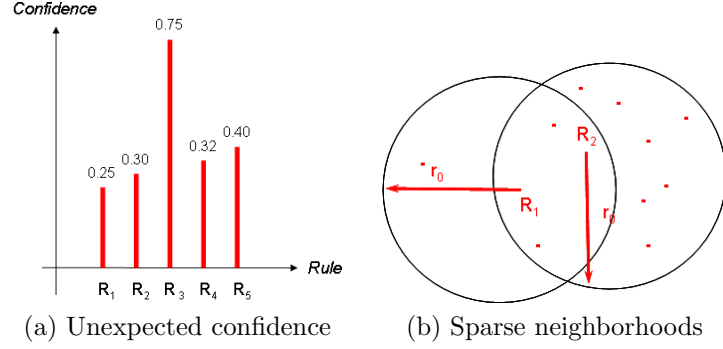 Confidence
0.75
0.25
0.30
0.32
0.40
Rule
R1 R2 R3 R4 R5
(a) Unexpected confidence
R2
r0
R1
r0
(b) Sparse neighborhoods